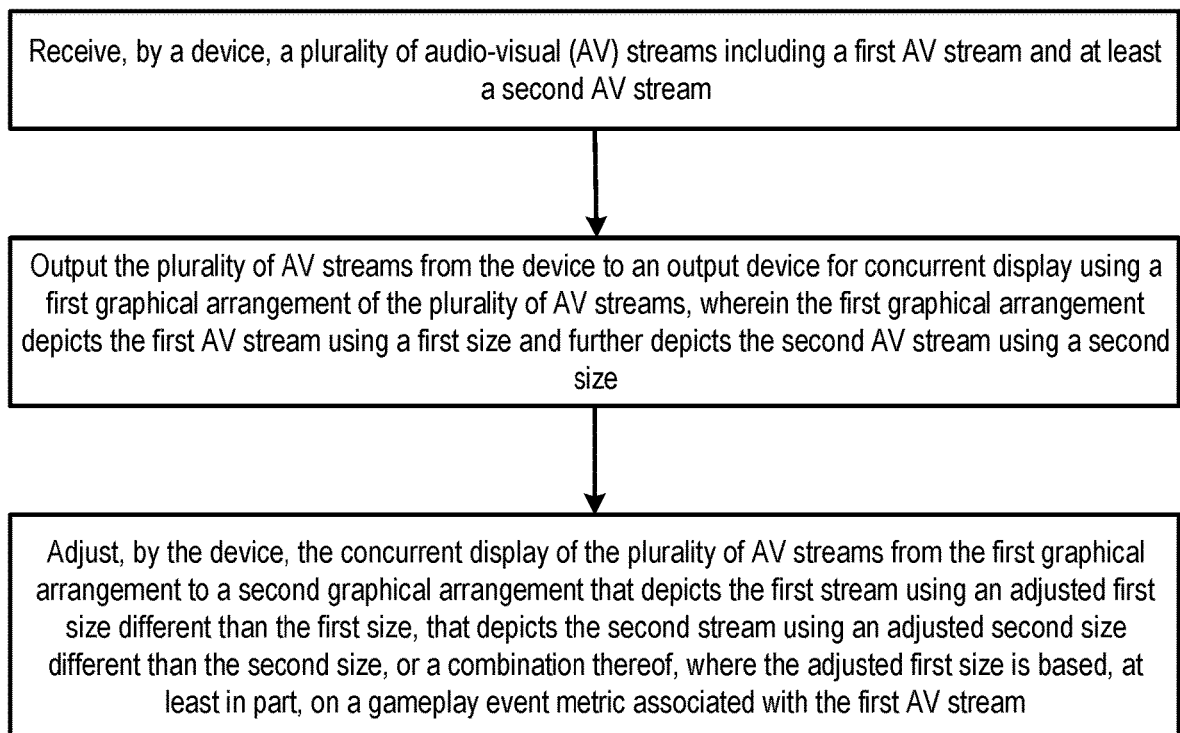 Receive, by a device, a plurality of audio-visual (AV) streams including a first AV stream and at least
a second AV stream
Output the plurality of AV streams from the device to an output device for concurrent display using a
first graphical arrangement of the plurality of AV streams, wherein the first graphical arrangement
depicts the first AV stream using a first size and further depicts the second AV stream using a second
size
Adjust, by the device, the concurrent display of the plurality of AV streams from the first graphical
arrangement to a second graphical arrangement that depicts the first stream using an adjusted first
size different than the first size, that depicts the second stream using an adjusted second size
different than the second size, or a combination thereof, where the adjusted first size is based, at
least in part, on a gameplay event metric associated with the first AV stream